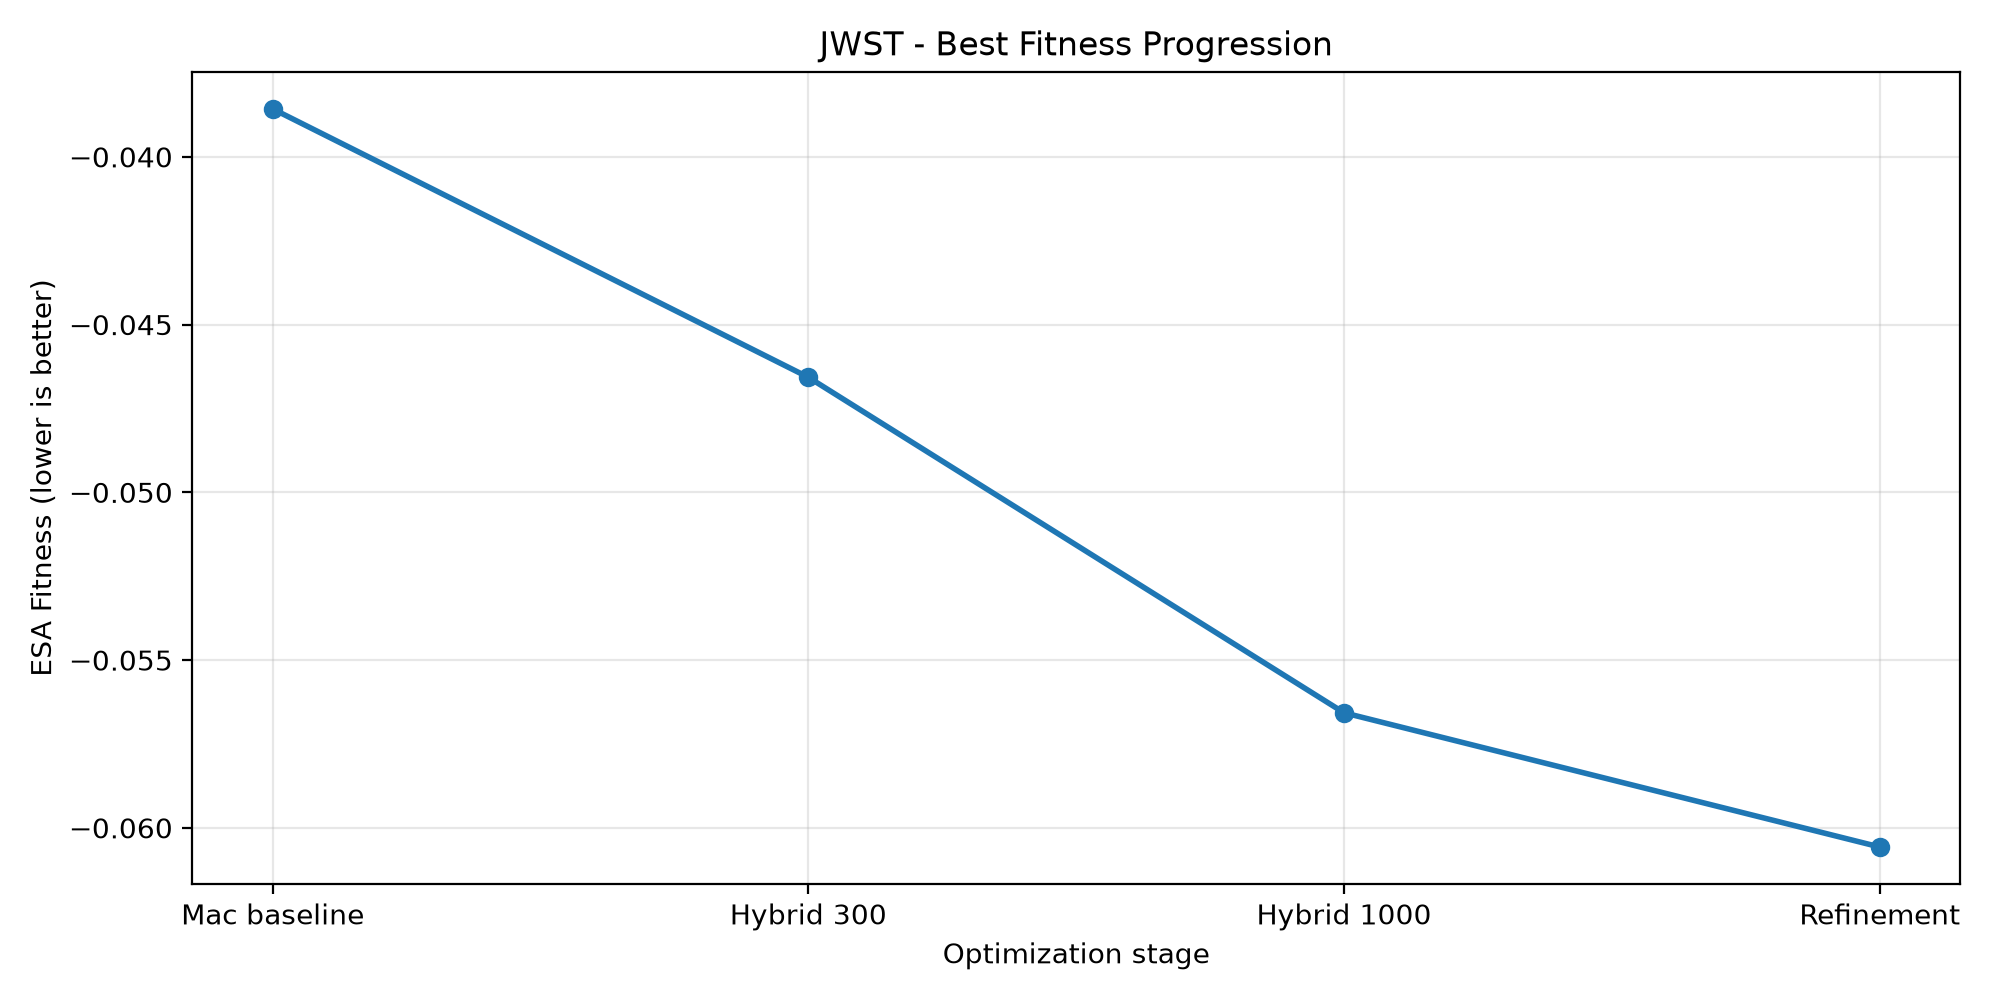 JWST - Best Fitness Progression
ESA Fitness (lower is better)
−0.040
−0.045
−0.050
−0.055
−0.060
Mac baseline
Hybrid 300
Hybrid 1000
Refinement
Optimization stage